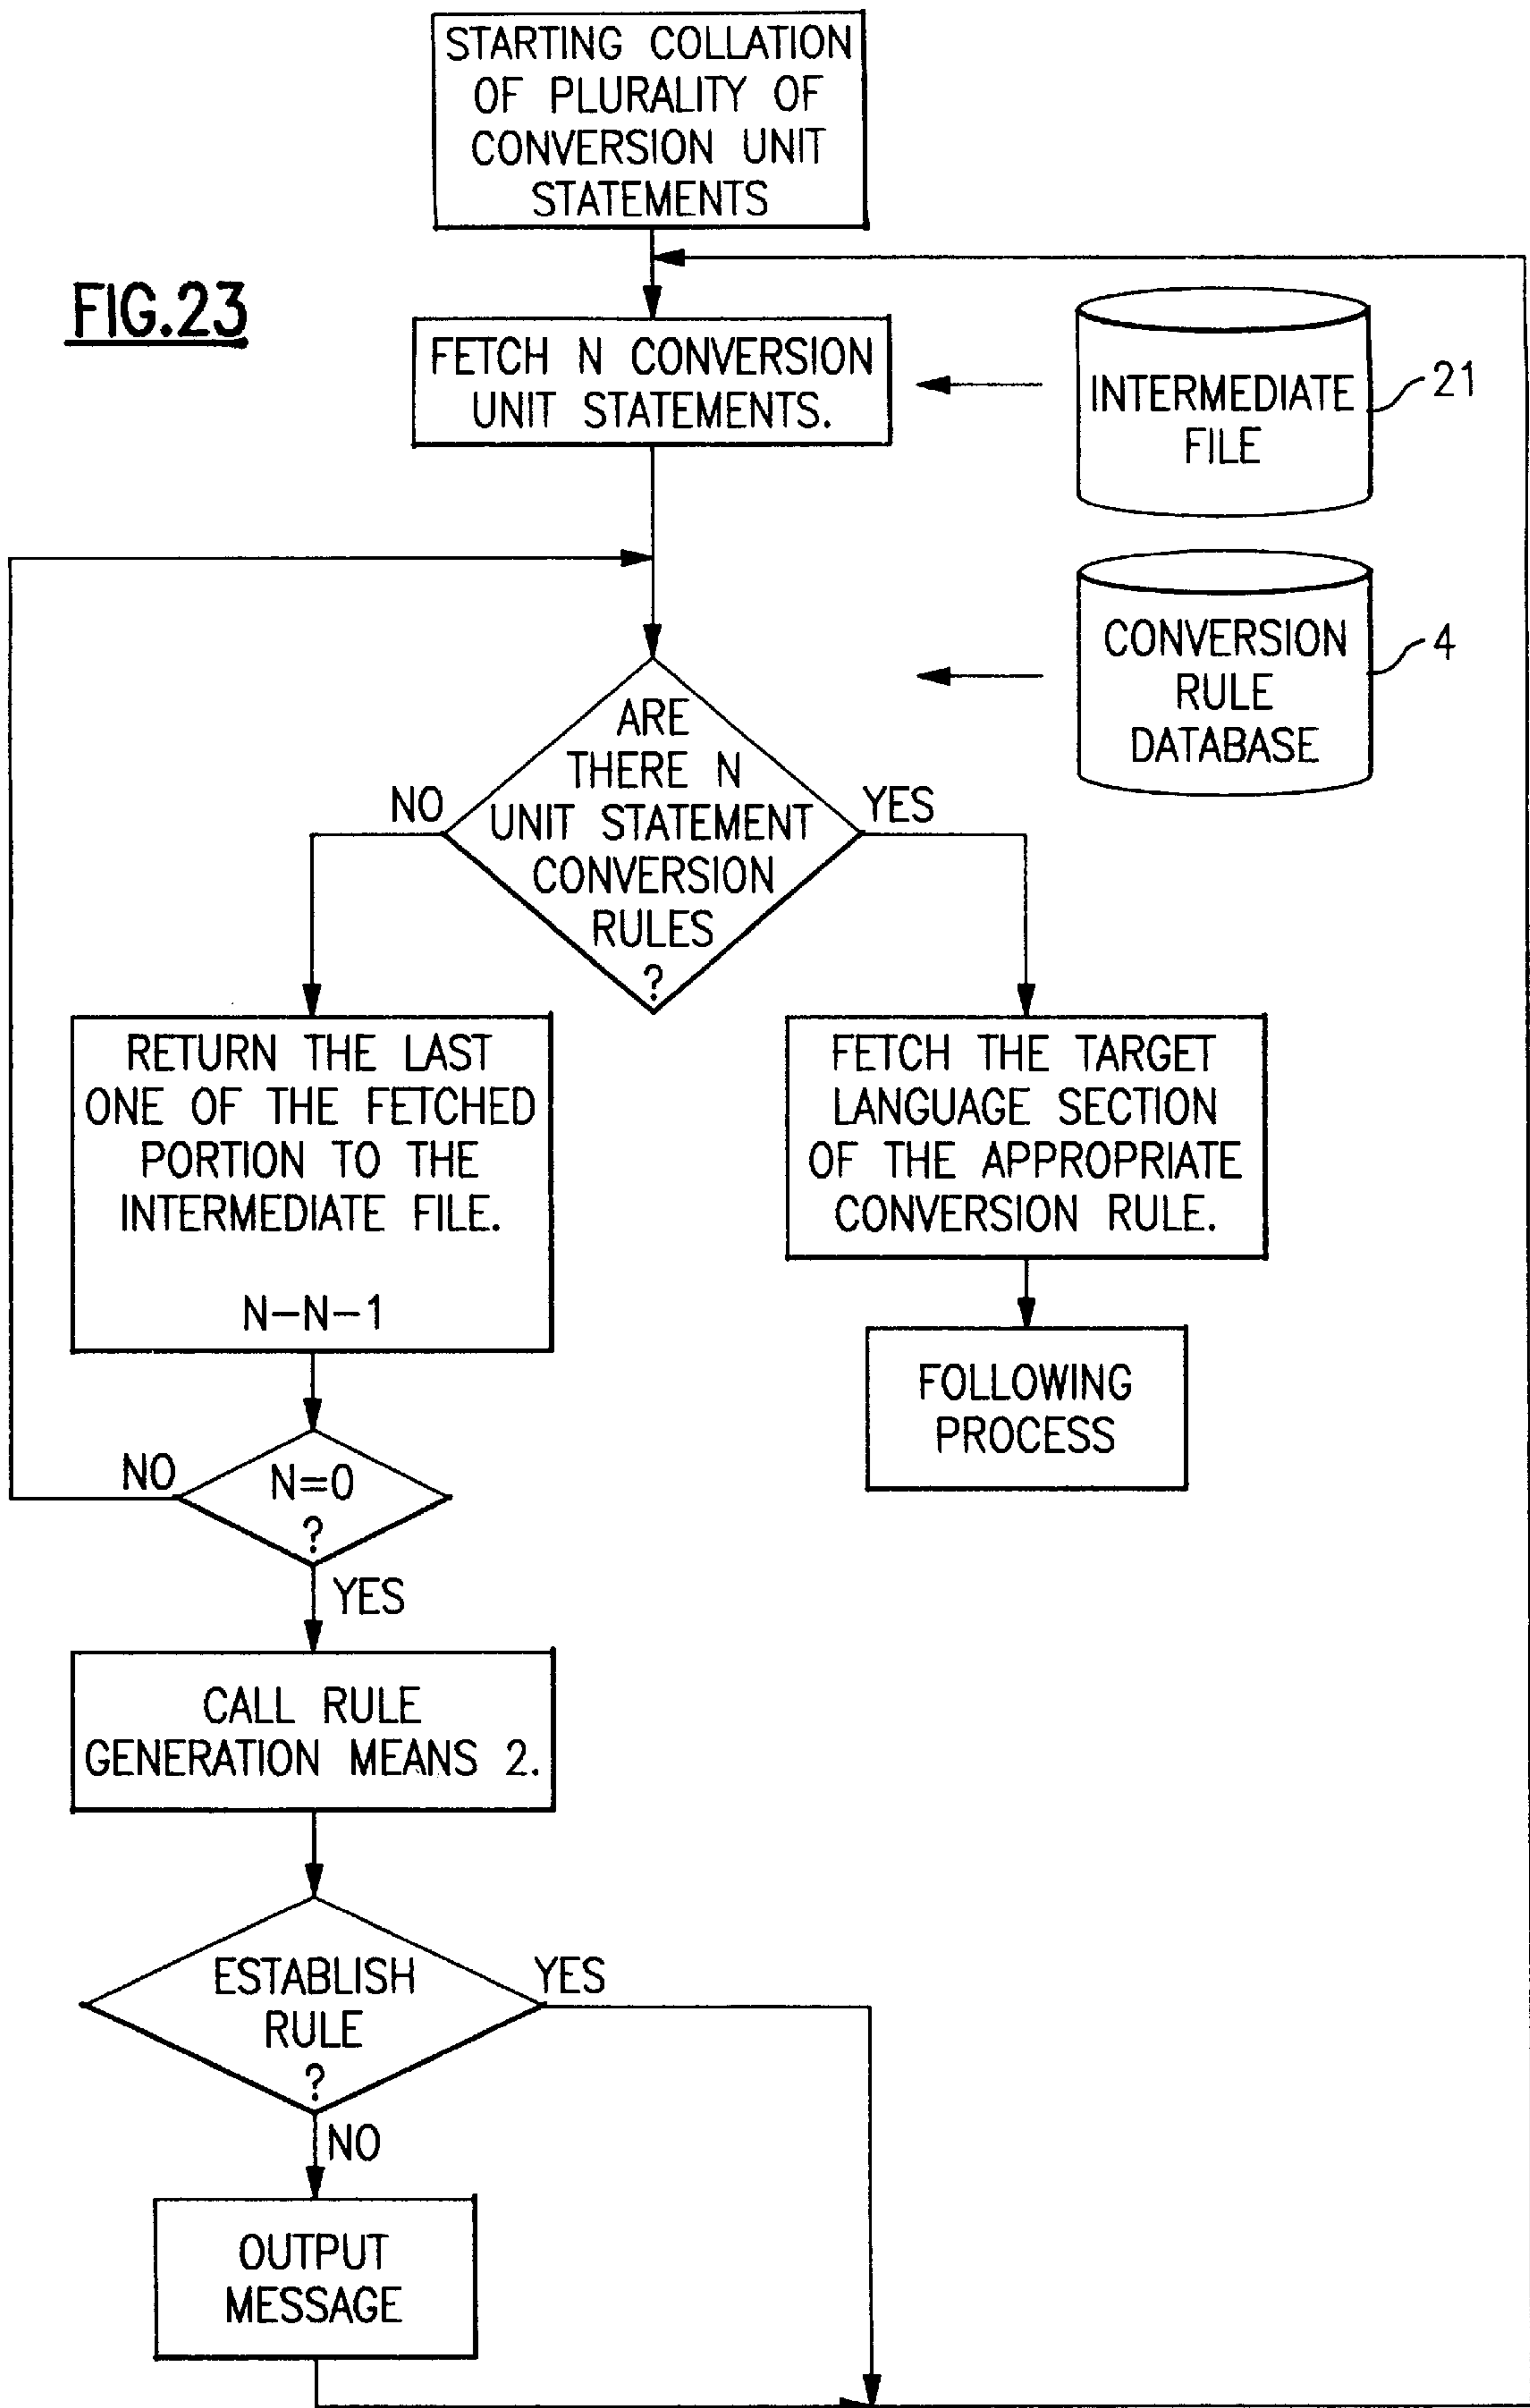 STARTING COLLATION
OF PLURALITY OF
CONVERSION UNIT
STATEMENTS
FIG.23
FETCH N CONVERSION
UNIT STATEMENTS.
INTERMEDIATE
FILE
21
CONVERSION
RULE
DATABASE
4
ARE
THERE N
UNIT STATEMENT
CONVERSION
RULES
?
NO
YES
RETURN THE LAST
ONE OF THE FETCHED
PORTION TO THE
INTERMEDIATE FILE.
N-N-1
FETCH THE TARGET
LANGUAGE SECTION
OF THE APPROPRIATE
CONVERSION RULE.
FOLLOWING
PROCESS
NO
N=0
?
YES
CALL RULE
GENERATION MEANS 2.
ESTABLISH
RULE
?
YES
NO
OUTPUT
MESSAGE